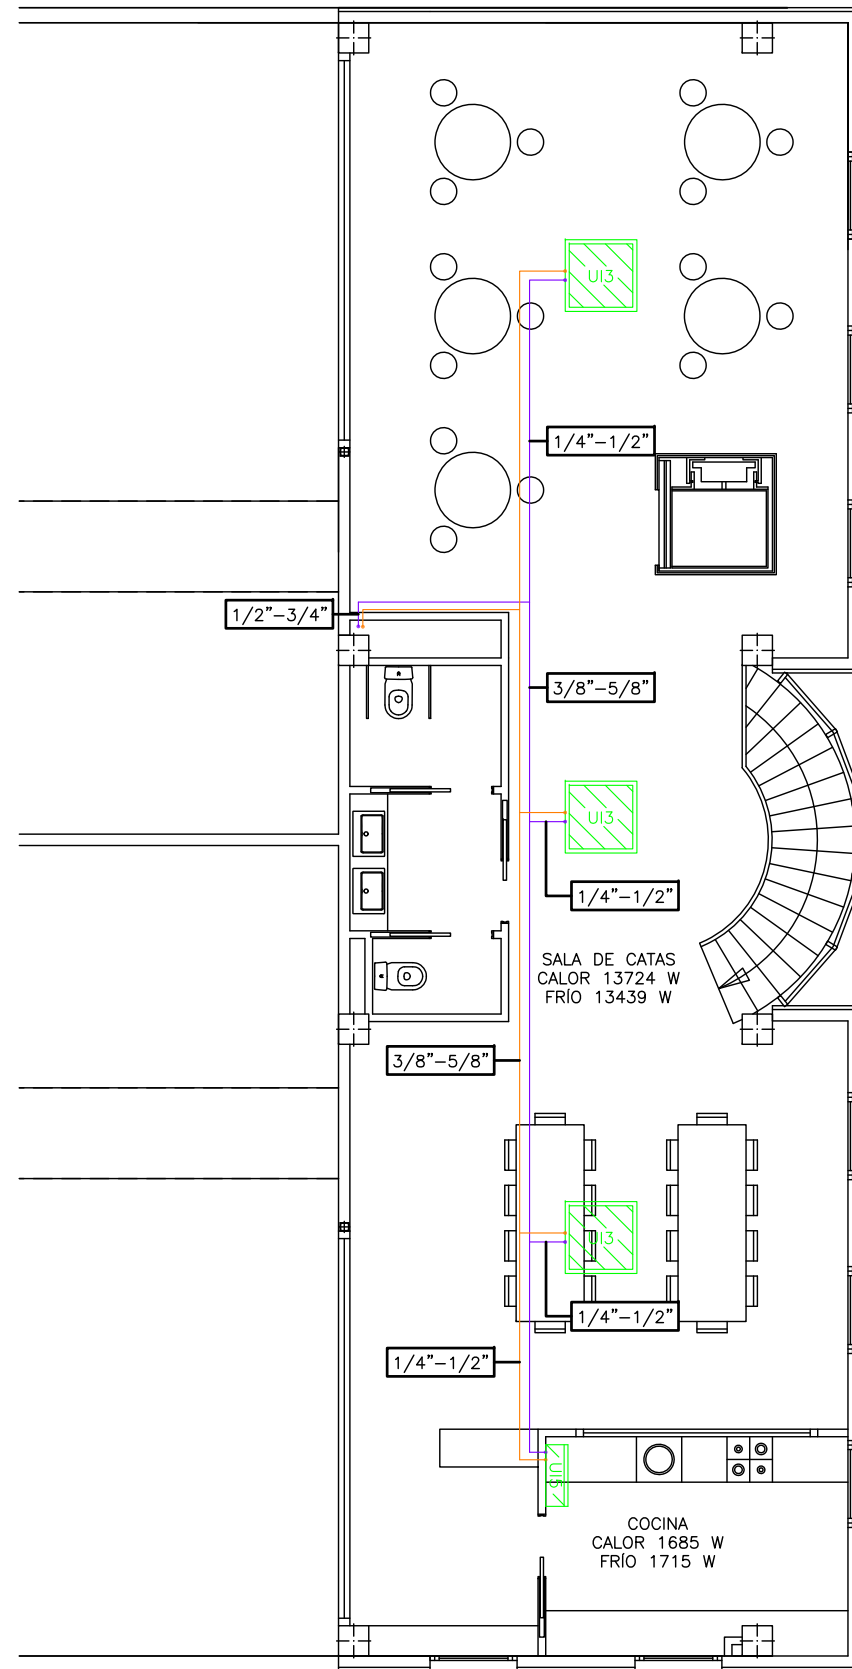 UI3
1/4"-1/2"
1/2"-3/4"
3/8"-5/8"
UI3
1/4"-1/2"
SALA DE CATAS
CALOR 13724 W
FRÍO 13439 W
3/8"-5/8"
UI3
1/4"-1/2"
1/4"-1/2"
UI5
COCINA
CALOR 1685 W
FRÍO 1715 W